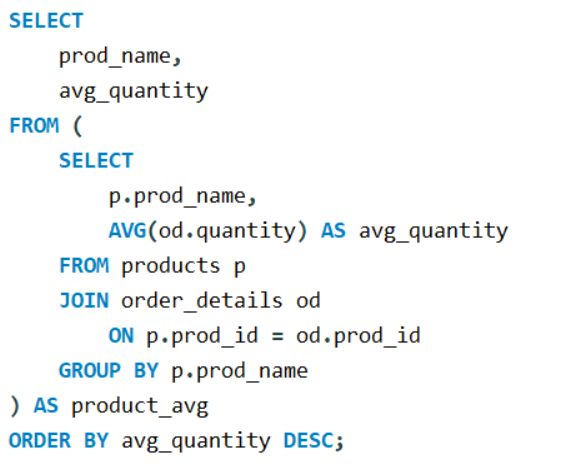 SELECT
    prod_name,
    avg_quantity
FROM (
    SELECT
        p.prod_name,
        AVG(od.quantity) AS avg_quantity
    FROM products p
    JOIN order_details od
        ON p.prod_id = od.prod_id
    GROUP BY p.prod_name
) AS product_avg
ORDER BY avg_quantity DESC;